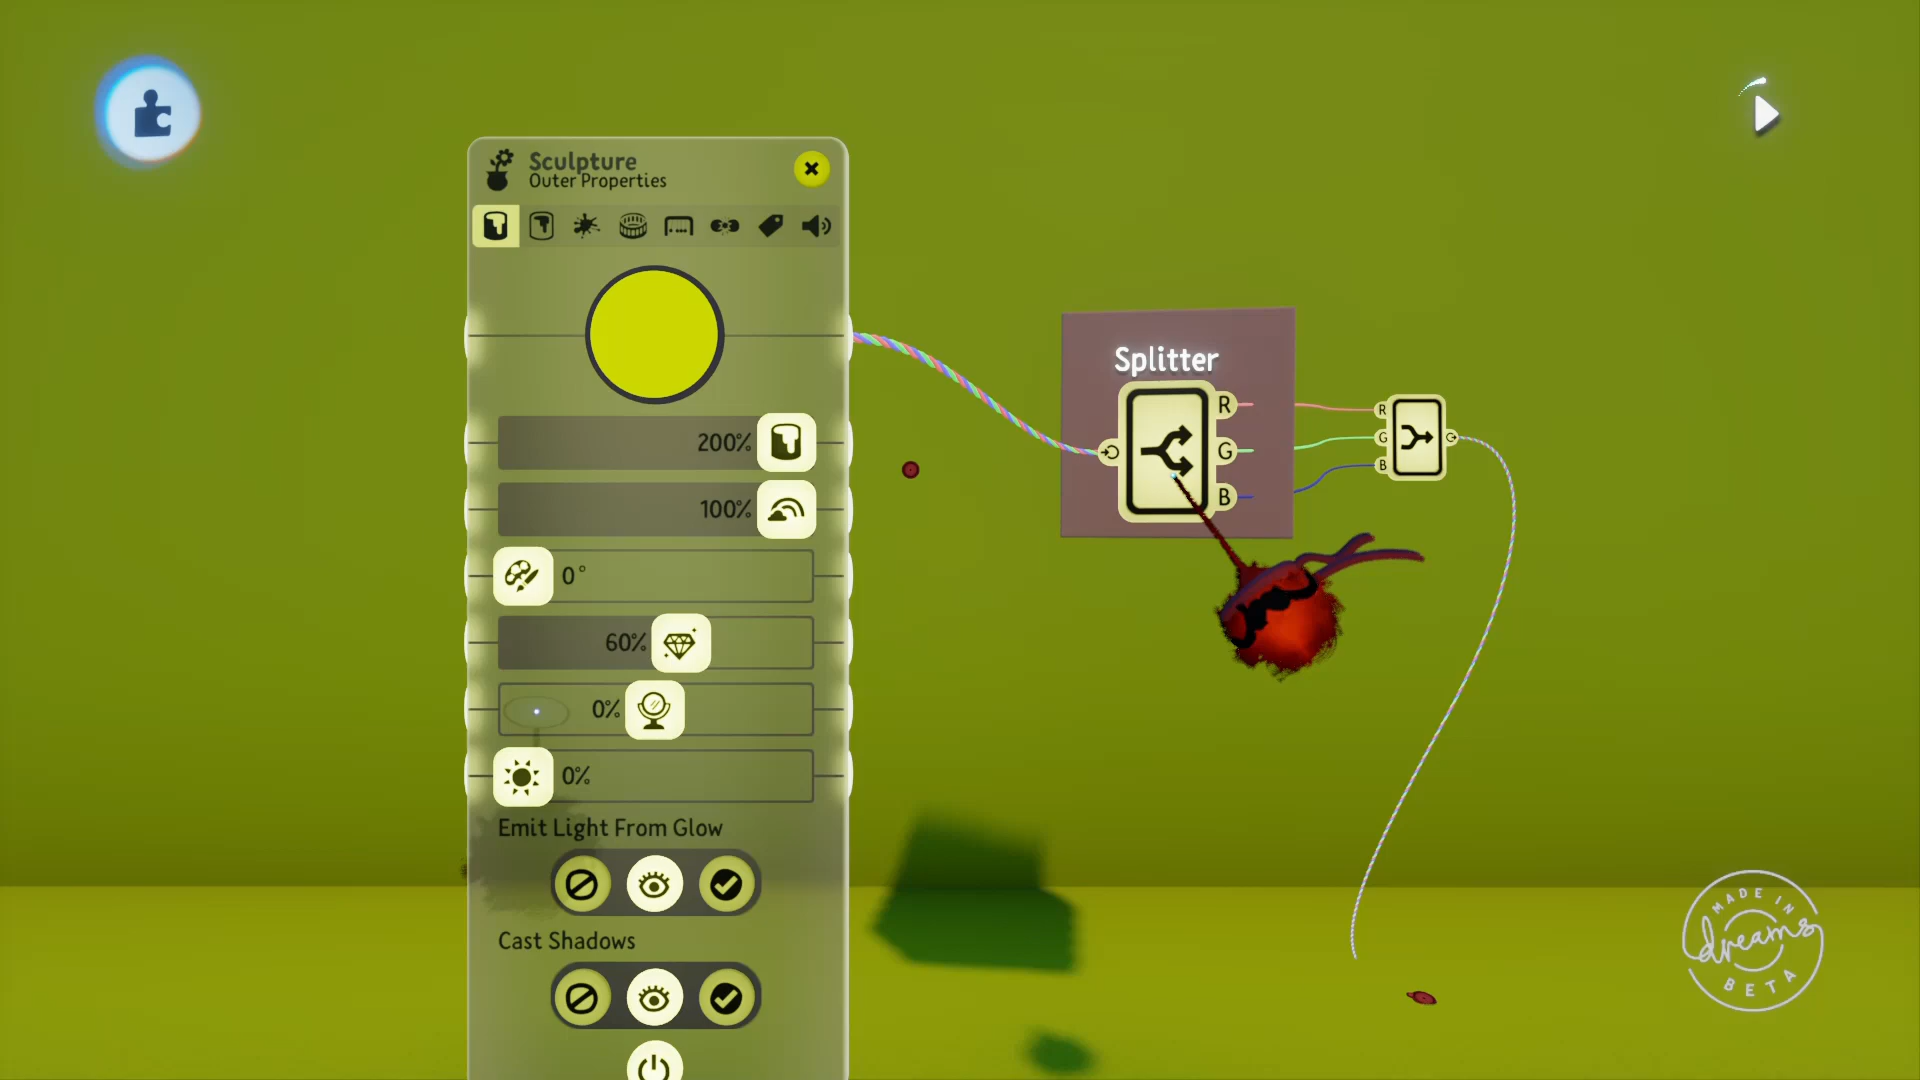 Sculpture
Outer Properties
200%
100%
0°
60%
0%
0%
Emit Light From Glow
Cast Shadows
Splitter
R
G
B
R
G
B
MADE IN
dreams
BETA